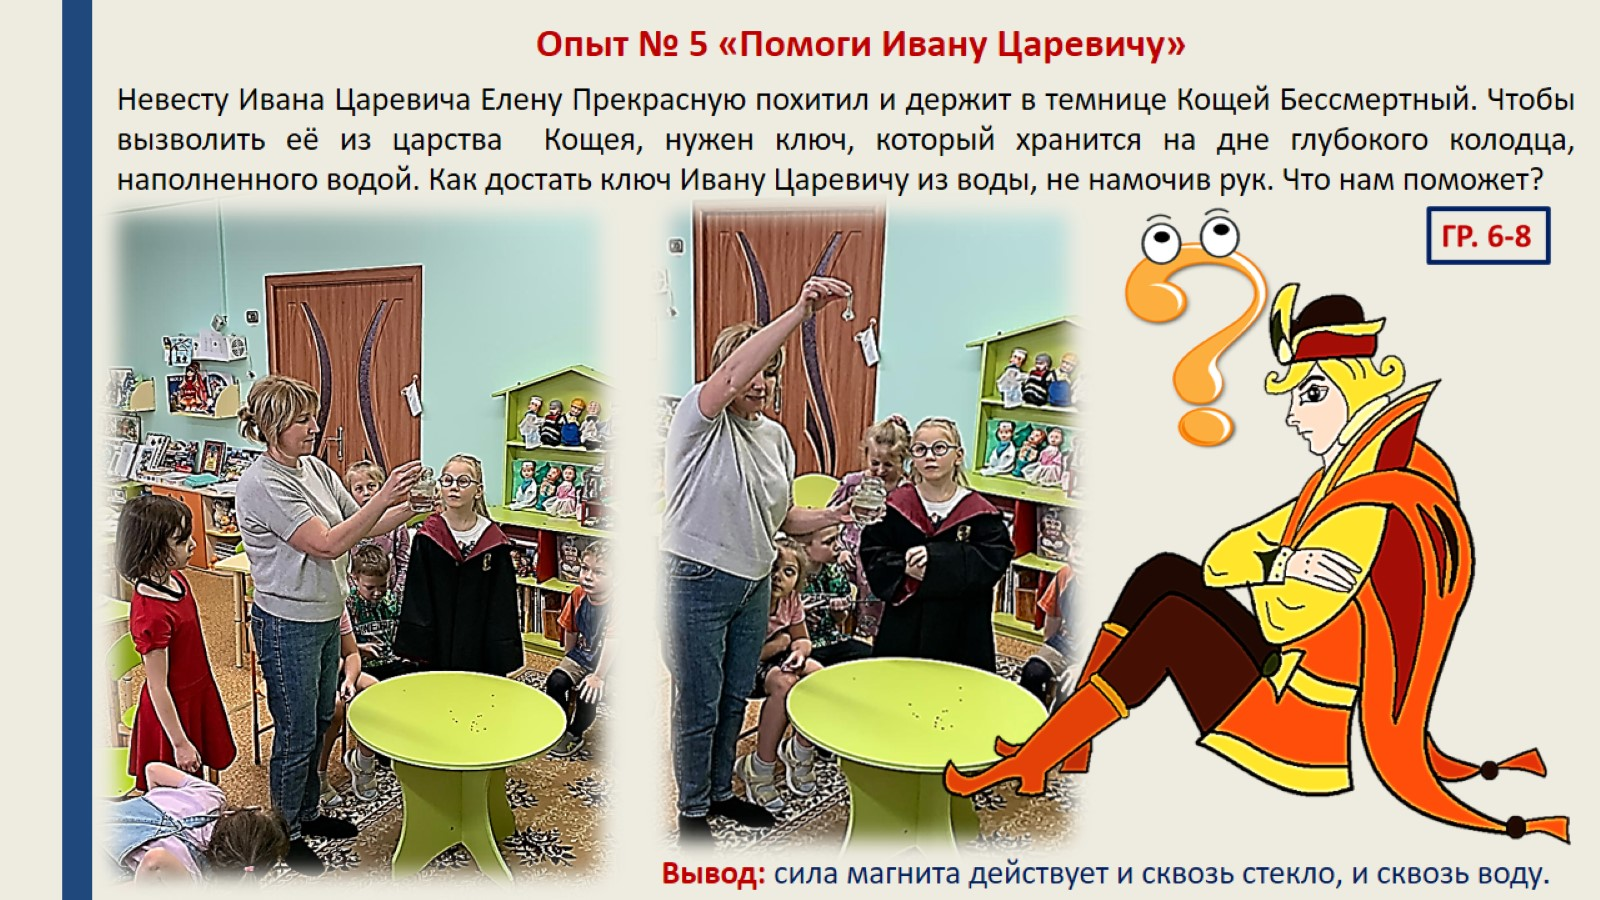 Опыт № 5 «Помоги Ивану Царевичу»
Невесту Ивана Царевича Елену Прекрасную похитил и держит в темнице Кощей Бессмертный. Чтобы
вызволить её из царства Кощея, нужен ключ, который хранится на дне глубокого колодца,
наполненного водой. Как достать ключ Ивану Царевичу из воды, не намочив рук. Что нам поможет?
ГР. 6-8
Вывод: сила магнита действует и сквозь стекло, и сквозь воду.